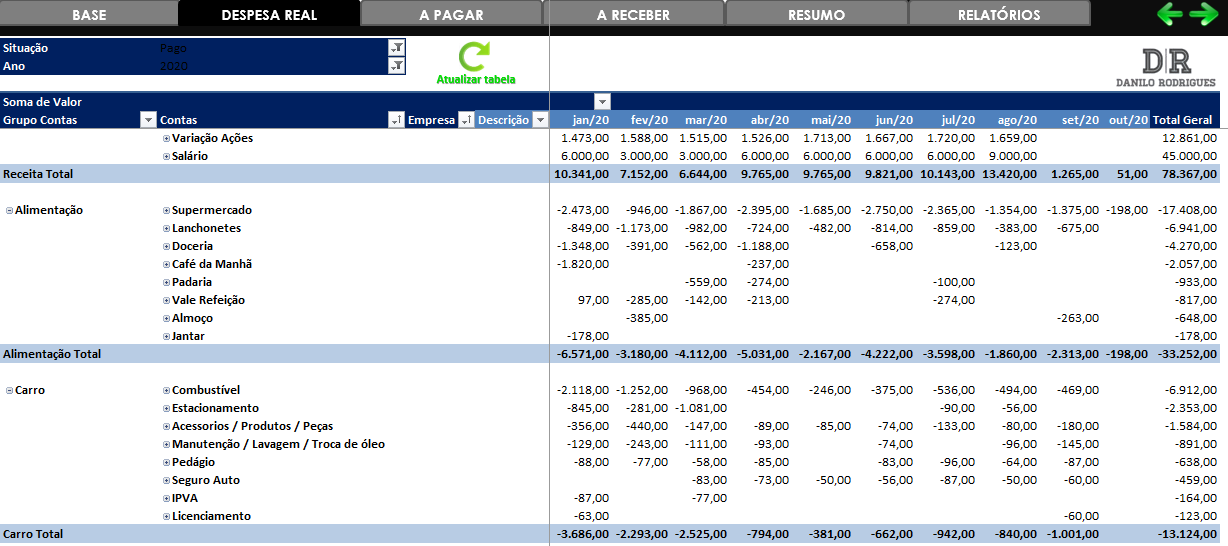 BASE DESPESA REAL A PAGAR A RECEBER RESUMO RELATÓRIOS
Situação Pago
Ano 2020
Atualizar tabela
D|R
DANILO RODRIGUES
Soma de Valor
Grupo Contas Contas Empresa Descrição jan/20 fev/20 mar/20 abr/20 mai/20 jun/20 jul/20 ago/20 set/20 out/20 Total Geral
Variação Ações 1.473,00 1.588,00 1.515,00 1.526,00 1.713,00 1.667,00 1.720,00 1.659,00 12.861,00
Salário 6.000,00 3.000,00 3.000,00 6.000,00 6.000,00 6.000,00 6.000,00 9.000,00 45.000,00
Receita Total 10.341,00 7.152,00 6.644,00 9.765,00 9.765,00 9.821,00 10.143,00 13.420,00 1.265,00 51,00 78.367,00
Alimentação Supermercado -2.473,00 -946,00 -1.867,00 -2.395,00 -1.685,00 -2.750,00 -2.365,00 -1.354,00 -1.375,00 -198,00 -17.408,00
Lanchonetes -849,00 -1.173,00 -982,00 -724,00 -482,00 -814,00 -859,00 -383,00 -675,00 -6.941,00
Doceria -1.348,00 -391,00 -562,00 -1.188,00 -658,00 -123,00 -4.270,00
Café da Manhã -1.820,00 -237,00 -2.057,00
Padaria -559,00 -274,00 -100,00 -933,00
Vale Refeição 97,00 -285,00 -142,00 -213,00 -274,00 -817,00
Almoço -385,00 -263,00 -648,00
Jantar -178,00 -178,00
Alimentação Total -6.571,00 -3.180,00 -4.112,00 -5.031,00 -2.167,00 -4.222,00 -3.598,00 -1.860,00 -2.313,00 -198,00 -33.252,00
Carro Combustível -2.118,00 -1.252,00 -968,00 -454,00 -246,00 -375,00 -536,00 -494,00 -469,00 -6.912,00
Estacionamento -845,00 -281,00 -1.081,00 -90,00 -56,00 -2.353,00
Acessorios / Produtos / Peças -356,00 -440,00 -147,00 -89,00 -85,00 -74,00 -133,00 -80,00 -180,00 -1.584,00
Manutenção / Lavagem / Troca de óleo -129,00 -243,00 -111,00 -93,00 -74,00 -96,00 -145,00 -891,00
Pedágio -88,00 -77,00 -58,00 -85,00 -83,00 -96,00 -64,00 -87,00 -638,00
Seguro Auto -83,00 -73,00 -50,00 -56,00 -87,00 -50,00 -60,00 -459,00
IPVA -87,00 -77,00 -164,00
Licenciamento -63,00 -60,00 -123,00
Carro Total -3.686,00 -2.293,00 -2.525,00 -794,00 -381,00 -662,00 -942,00 -840,00 -1.001,00 -13.124,00